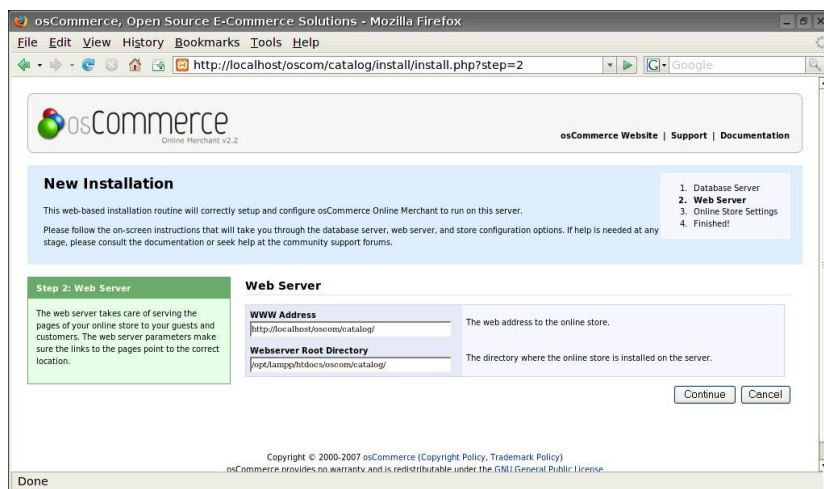 osCommerce, Open Source E-Commerce Solutions - Mozilla Firefox
File Edit View History Bookmarks Tools Help
http://localhost/oscom/catalog/install/install.php?step=2
G Google
osCommerce
Online Merchant v2.2
osCommerce Website | Support | Documentation
New Installation
This web-based installation routine will correctly setup and configure osCommerce Online Merchant to run on this server.
Please follow the on-screen instructions that will take you through the database server, web server, and store configuration options. If help is needed at any
stage, please consult the documentation or seek help at the community support forums.
1. Database Server
2. Web Server
3. Online Store Settings
4. Finished!
Step 2: Web Server
The web server takes care of serving the
pages of your online store to your guests and
customers. The web server parameters make
sure the links to the pages point to the correct
location.
Web Server
WWW Address
http://localhost/oscom/catalog/
The web address to the online store.
Webserver Root Directory
/opt/lampp/htdocs/oscom/catalog/
The directory where the online store is installed on the server.
Continue Cancel
Copyright © 2000-2007 osCommerce (Copyright Policy, Trademark Policy)
osCommerce provides no warranty and is redistributable under the GNU General Public License
Done